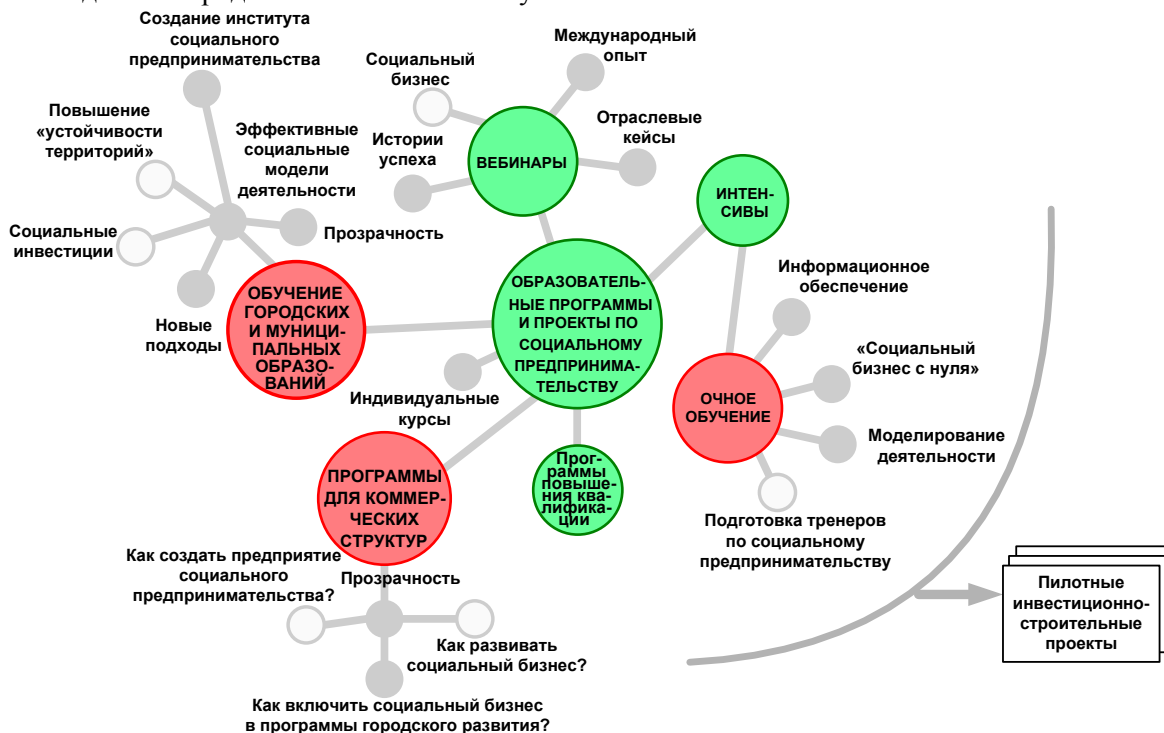 Создание института
социального
предпринимательства
Повышение
«устойчивости
территорий»
Эффективные
социальные
модели
деятельности
Социальные
инвестиции
Прозрачность
Новые
подходы
ОБУЧЕНИЕ
ГОРОДСКИХ
И МУНИЦИ-
ПАЛЬНЫХ
ОБРАЗО-
ВАНИЙ
Социальный
бизнес
Международный
опыт
Истории
успеха
Отраслевые
кейсы
ВЕБИНАРЫ
ИНТЕН-
СИВЫ
ОБРАЗОВАТЕЛЬ-
НЫЕ ПРОГРАММЫ
И ПРОЕКТЫ ПО
СОЦИАЛЬНОМУ
ПРЕДПРИНИМА-
ТЕЛЬСТВУ
Индивидуальные
курсы
Информационное
обеспечение
«Социальный
бизнес с нуля»
ОЧНОЕ
ОБУЧЕНИЕ
Моделирование
деятельности
Подготовка тренеров
по социальному
предпринимательству
Прог-
раммы
повыше-
ния ква-
лифика-
ции
ПРОГРАММЫ
ДЛЯ КОММЕР-
ЧЕСКИХ
СТРУКТУР
Как создать предприятие
социального
предпринимательства?
Прозрачность
Как развивать
социальный бизнес?
Как включить социальный бизнес
в программы городского развития?
Пилотные
инвестиционно-
строительные
проекты